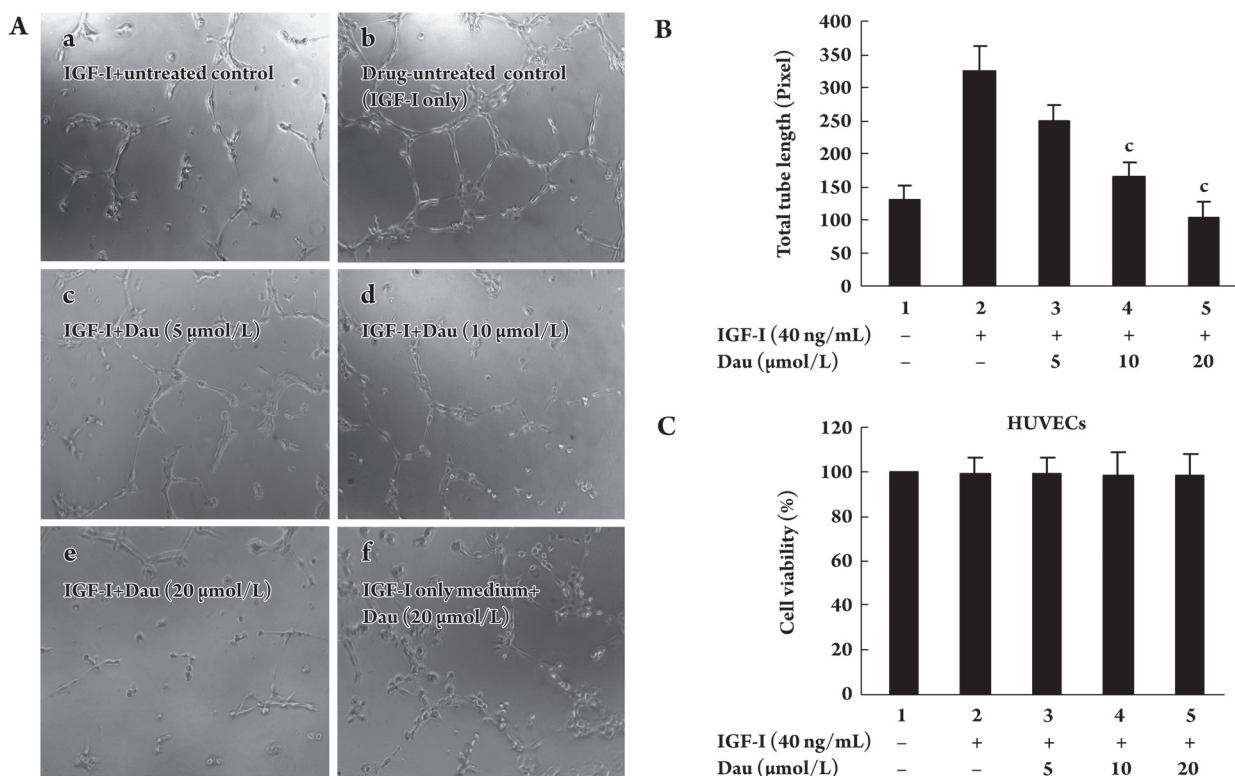 A
a
IGF-I+untreated control
b
Drug-untreated control
(IGF-I only)
c
IGF-I+Dau (5 μmol/L)
d
IGF-I+Dau (10 μmol/L)
e
IGF-I+Dau (20 μmol/L)
f
IGF-I only medium+
Dau (20 μmol/L)
B
Total tube length (Pixel)
400
350
300
250
150
100
50
0
c
c
1 2 3 4 5
IGF-I (40 ng/mL) – + + + +
Dau (μmol/L) – – 5 10 20
C
HUVECs
Cell viability (%)
120
100
80
60
40
20
0
1 2 3 4 5
IGF-I (40 ng/mL) – + + + +
Dau (μmol/L) – – 5 10 20